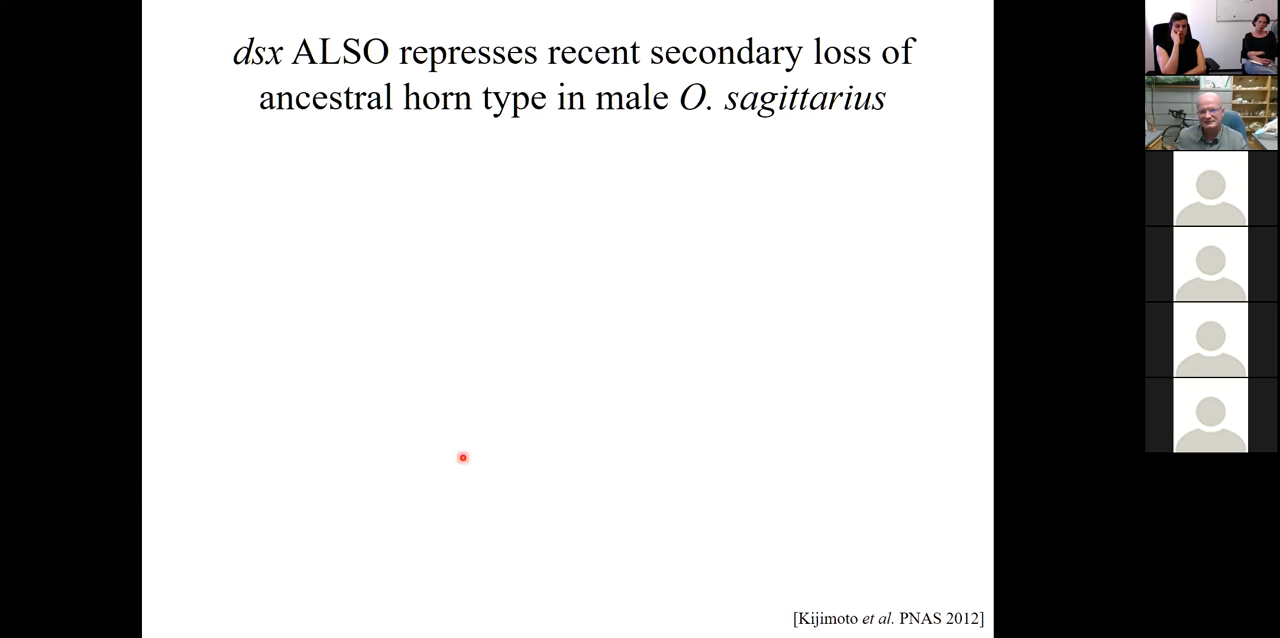 dsx ALSO represses recent secondary loss of
ancestral horn type in male O. sagittarius
[Kijimoto et al. PNAS 2012]